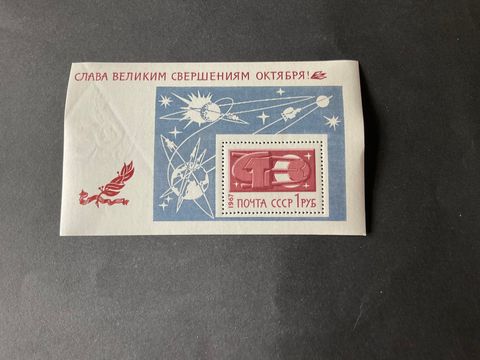 СЛАВА ВЕЛИКИМ СВЕРШЕНИЯМ ОКТЯБРЯ!
1967
ПОЧТА СССР 1 РУБ